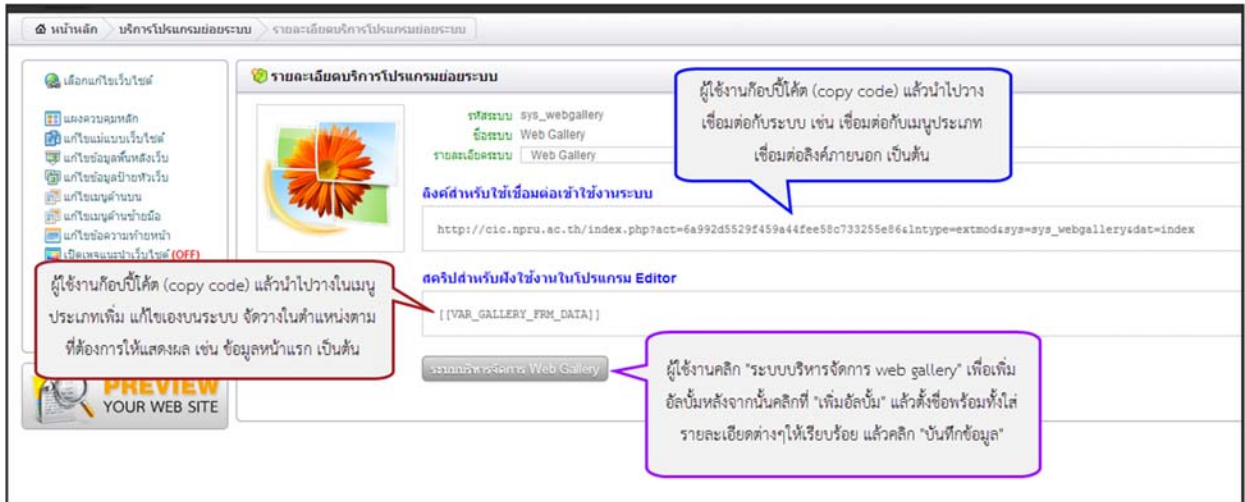 หน้าหลัก บริการโปรแกรมย่อยระบบ รายละเอียดบริการโปรแกรมย่อยระบบ
เลือกแก้ไขเว็บไซต์
แผงควบคุมหลัก
แก้ไขแม่แบบเว็บไซต์
แก้ไขข้อมูลพื้นหลังเว็บ
แก้ไขข้อมูลป้ายหัวเว็บ
แก้ไขเมนูด้านบน
แก้ไขเมนูด้านซ้ายมือ
แก้ไขข้อความท้ายหน้า
เปิดเพจแนะนำเว็บไซต์ (OFF)
PREVIEW
YOUR WEB SITE
รายละเอียดบริการโปรแกรมย่อยระบบ
รหัสระบบ sys_webgallery
ชื่อระบบ Web Gallery
รายละเอียดระบบ Web Gallery
ลิงค์สำหรับใช้เชื่อมต่อเข้าใช้งานระบบ
http://cic.npru.ac.th/index.php?act=6a992d5529f459a44fee58c733255e86&lntype=extmod&sys=sys_webgallery&dat=index
สคริปสำหรับฝังใช้งานในโปรแกรม Editor
[[VAR_GALLERY_FRM_DATA]]
ระบบบริหารจัดการ Web Gallery
ผู้ใช้งานก๊อปปี้โค้ต (copy code) แล้วนำไปวาง
เชื่อมต่อกับระบบ เช่น เชื่อมต่อกับเมนูประเภท
เชื่อมต่อลิงค์ภายนอก เป็นต้น
ผู้ใช้งานก๊อปปี้โค้ต (copy code) แล้วนำไปวางในเมนู
ประเภทเพิ่ม แก้ไขเองบนระบบ จัดวางในตำแหน่งตาม
ที่ต้องการให้แสดงผล เช่น ข้อมูลหน้าแรก เป็นต้น
ผู้ใช้งานคลิก "ระบบบริหารจัดการ web gallery" เพื่อเพิ่ม
อัลบั้มหลังจากนั้นคลิกที่ "เพิ่มอัลบั้ม" แล้วตั้งชื่อพร้อมทั้งใส่
รายละเอียดต่างๆให้เรียบร้อย แล้วคลิก "บันทึกข้อมูล"